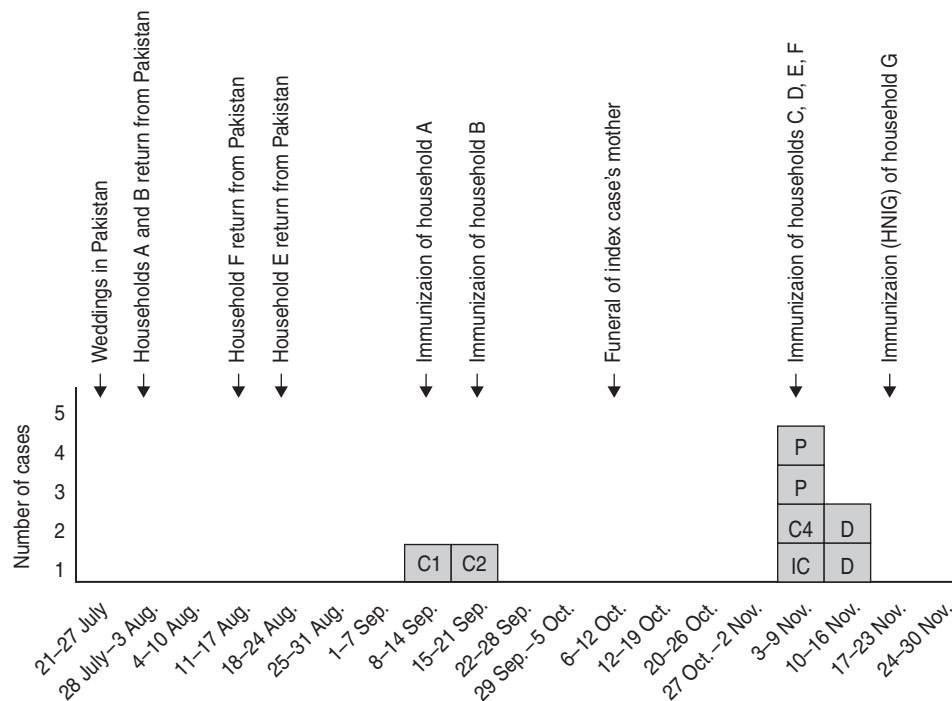 Weddings in Pakistan
Households A and B return from Pakistan
Household F return from Pakistan
Household E return from Pakistan
Immunizaion of household A
Immunizaion of household B
Funeral of index case's mother
Immunizaion of households C, D, E, F
Immunizaion (HNIG) of household G
Number of cases
5
4
3
2
1
P
P
C4
D
C1
C2
IC
D
21–27 July
28 July–3 Aug.
4–10 Aug.
11–17 Aug.
18–24 Aug.
25–31 Aug.
1–7 Sep.
8–14 Sep.
15–21 Sep.
22–28 Sep.
29 Sep.–5 Oct.
6–12 Oct.
12–19 Oct.
20–26 Oct.
27 Oct.–2 Nov.
3–9 Nov.
10–16 Nov.
17–23 Nov.
24–30 Nov.